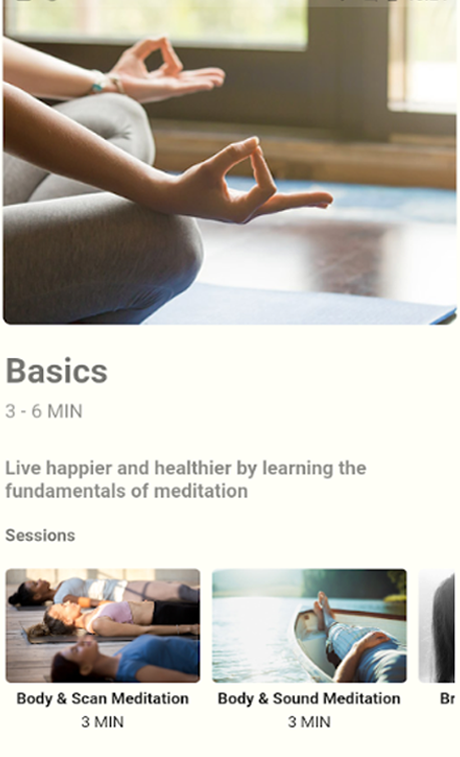 Basics
3 - 6 MIN
Live happier and healthier by learning the
fundamentals of meditation
Sessions
Body & Scan Meditation
Body & Sound Meditation
Br
3 MIN
3 MIN